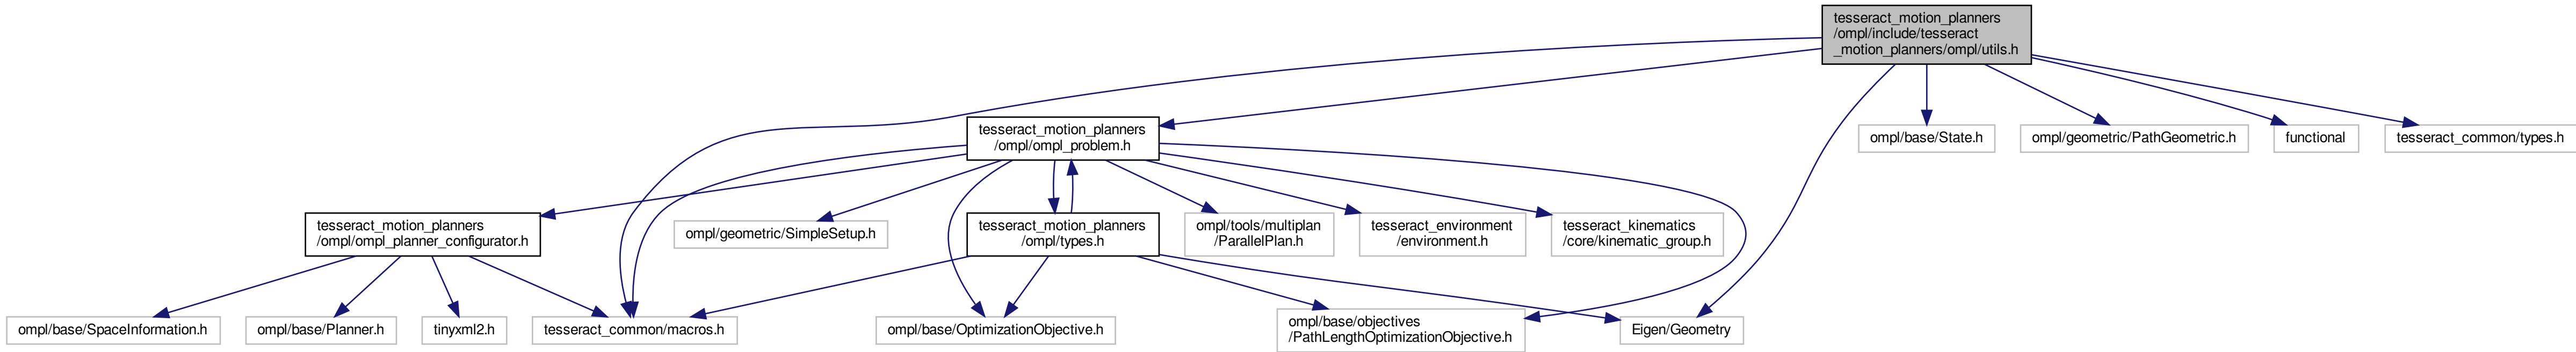 tesseract_motion_planners
/ompl/include/tesseract
_motion_planners/ompl/utils.h
tesseract_motion_planners
/ompl/ompl_problem.h
ompl/base/State.h
ompl/geometric/PathGeometric.h
functional
tesseract_common/types.h
tesseract_motion_planners
/ompl/ompl_planner_configurator.h
ompl/geometric/SimpleSetup.h
tesseract_motion_planners
/ompl/types.h
ompl/tools/multiplan
/ParallelPlan.h
tesseract_environment
/environment.h
tesseract_kinematics
/core/kinematic_group.h
ompl/base/SpaceInformation.h
ompl/base/Planner.h
tinyxml2.h
tesseract_common/macros.h
ompl/base/OptimizationObjective.h
ompl/base/objectives
/PathLengthOptimizationObjective.h
Eigen/Geometry